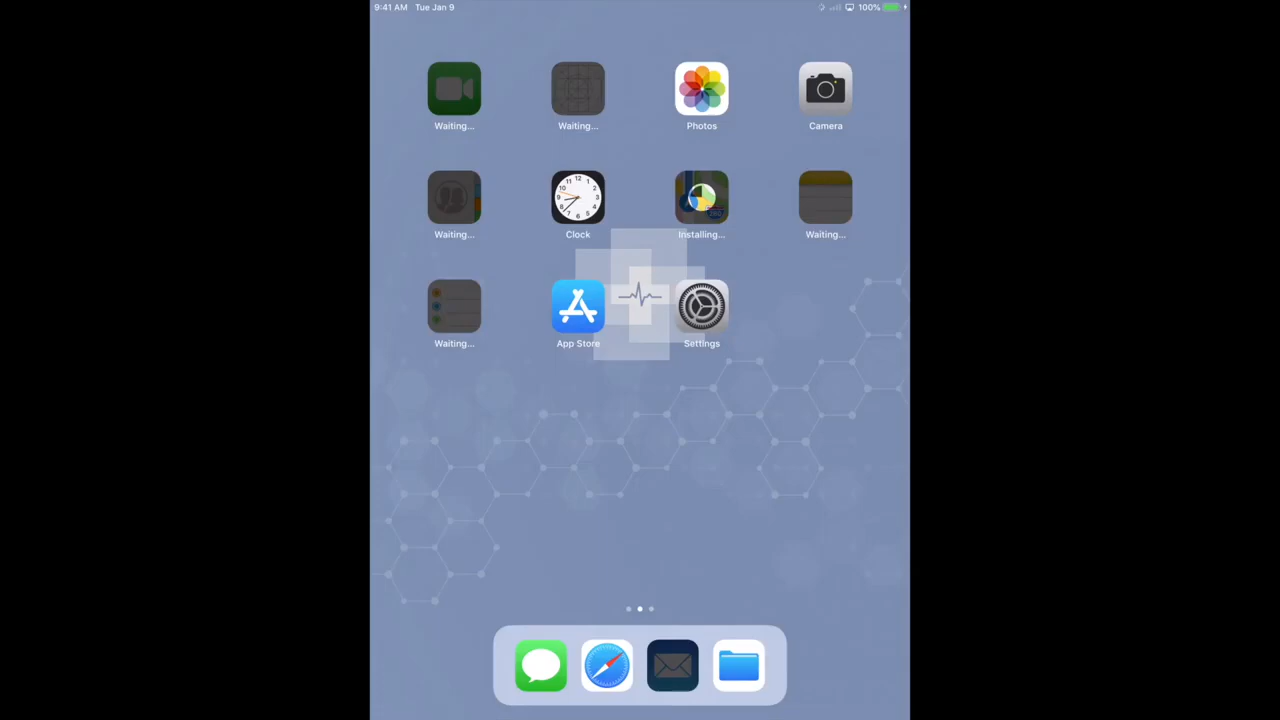 9:41 AM Tue Jan 9 100%
Waiting... Waiting... Photos Camera
Waiting... Clock Installing... Waiting...
Waiting... App Store Settings